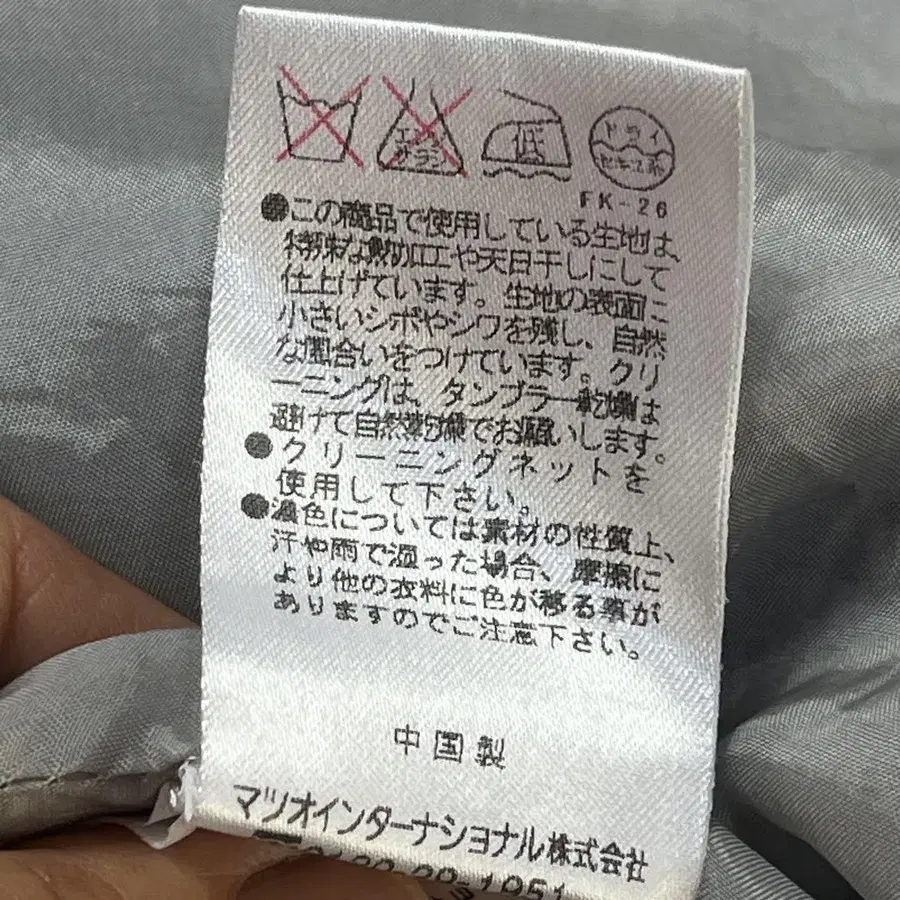 エンソ
サラシ
低
ドライ
セキユ系
FK-26
●この商品で使用している生地は、
特殊な熱加工や天日干しにして
仕上げています。生地の表面に
小さいシボやシワを残し、自然
な風合いをつけています。クリ
ーニングは、タンブラー乾燥は
避けて自然乾燥でお願いします。
●クリーニングネットを
使用して下さい。
●濃色については素材の性質上、
汗や雨で湿った場合、摩擦に
より他の衣料に色が移る事が
ありますのでご注意下さい。
中国製
マツオインターナショナル株式会社